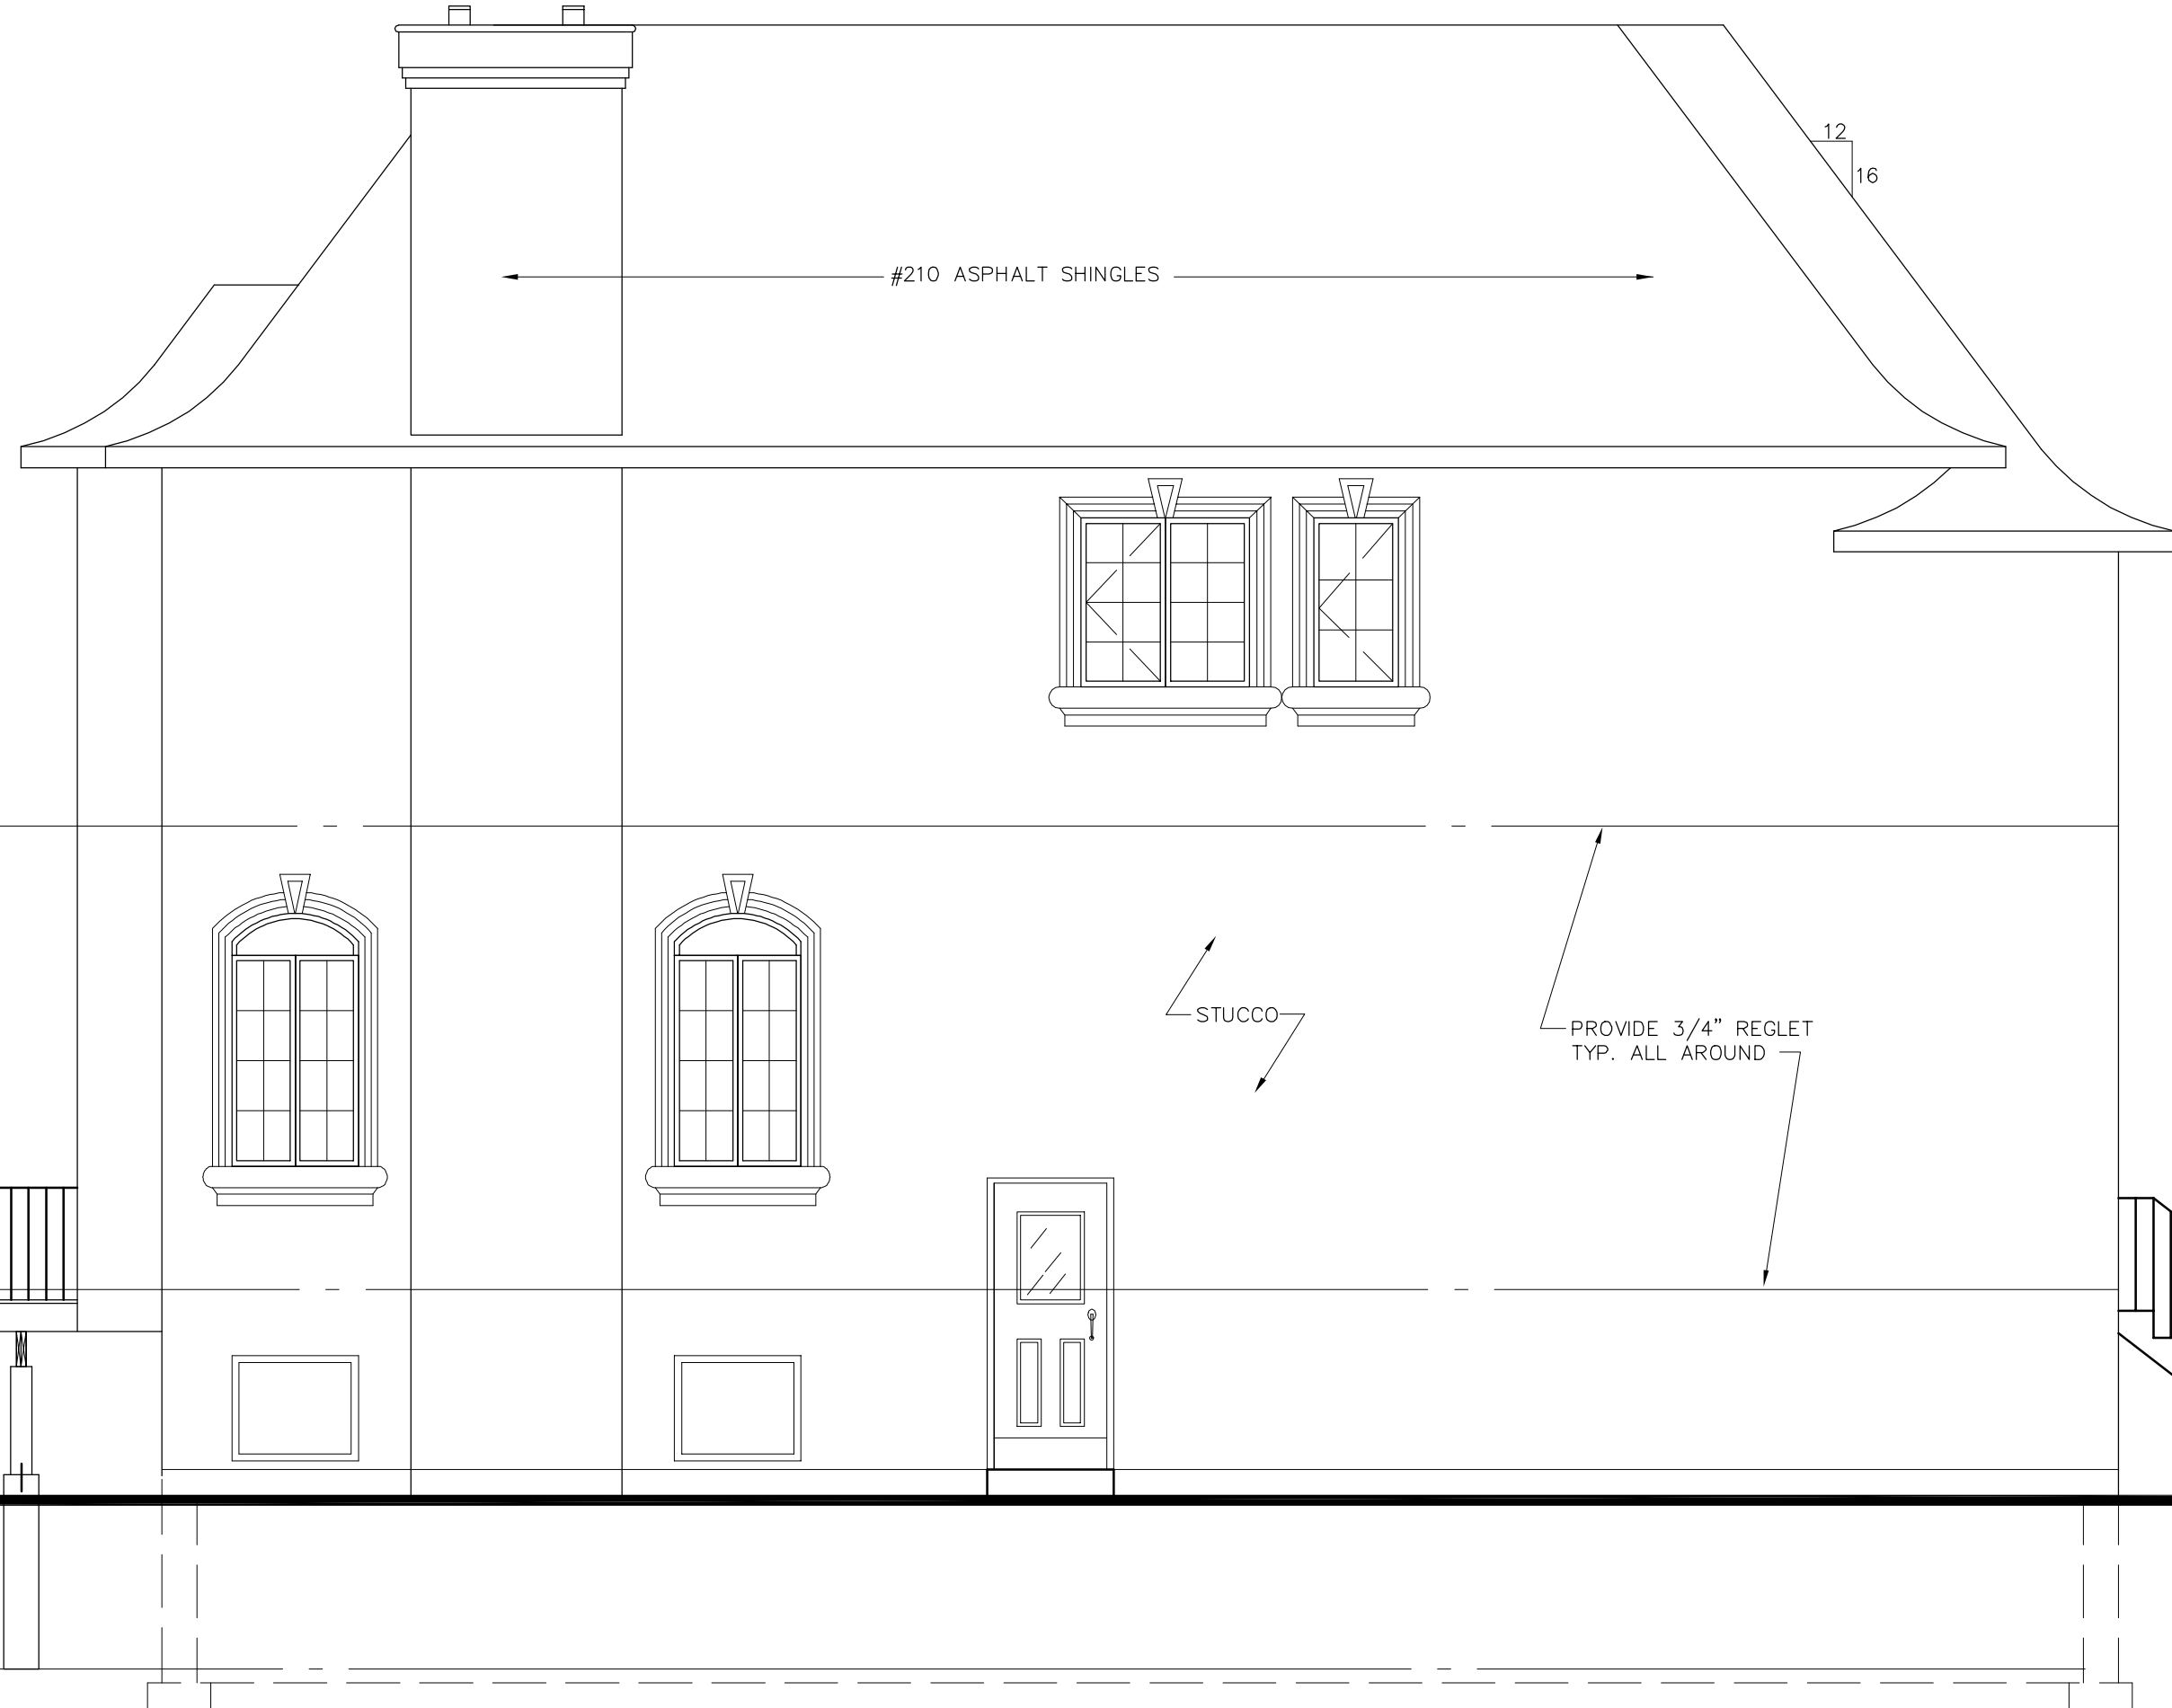 12
16
#210 ASPHALT SHINGLES
STUCCO
PROVIDE 3/4" REGLET
TYP. ALL AROUND